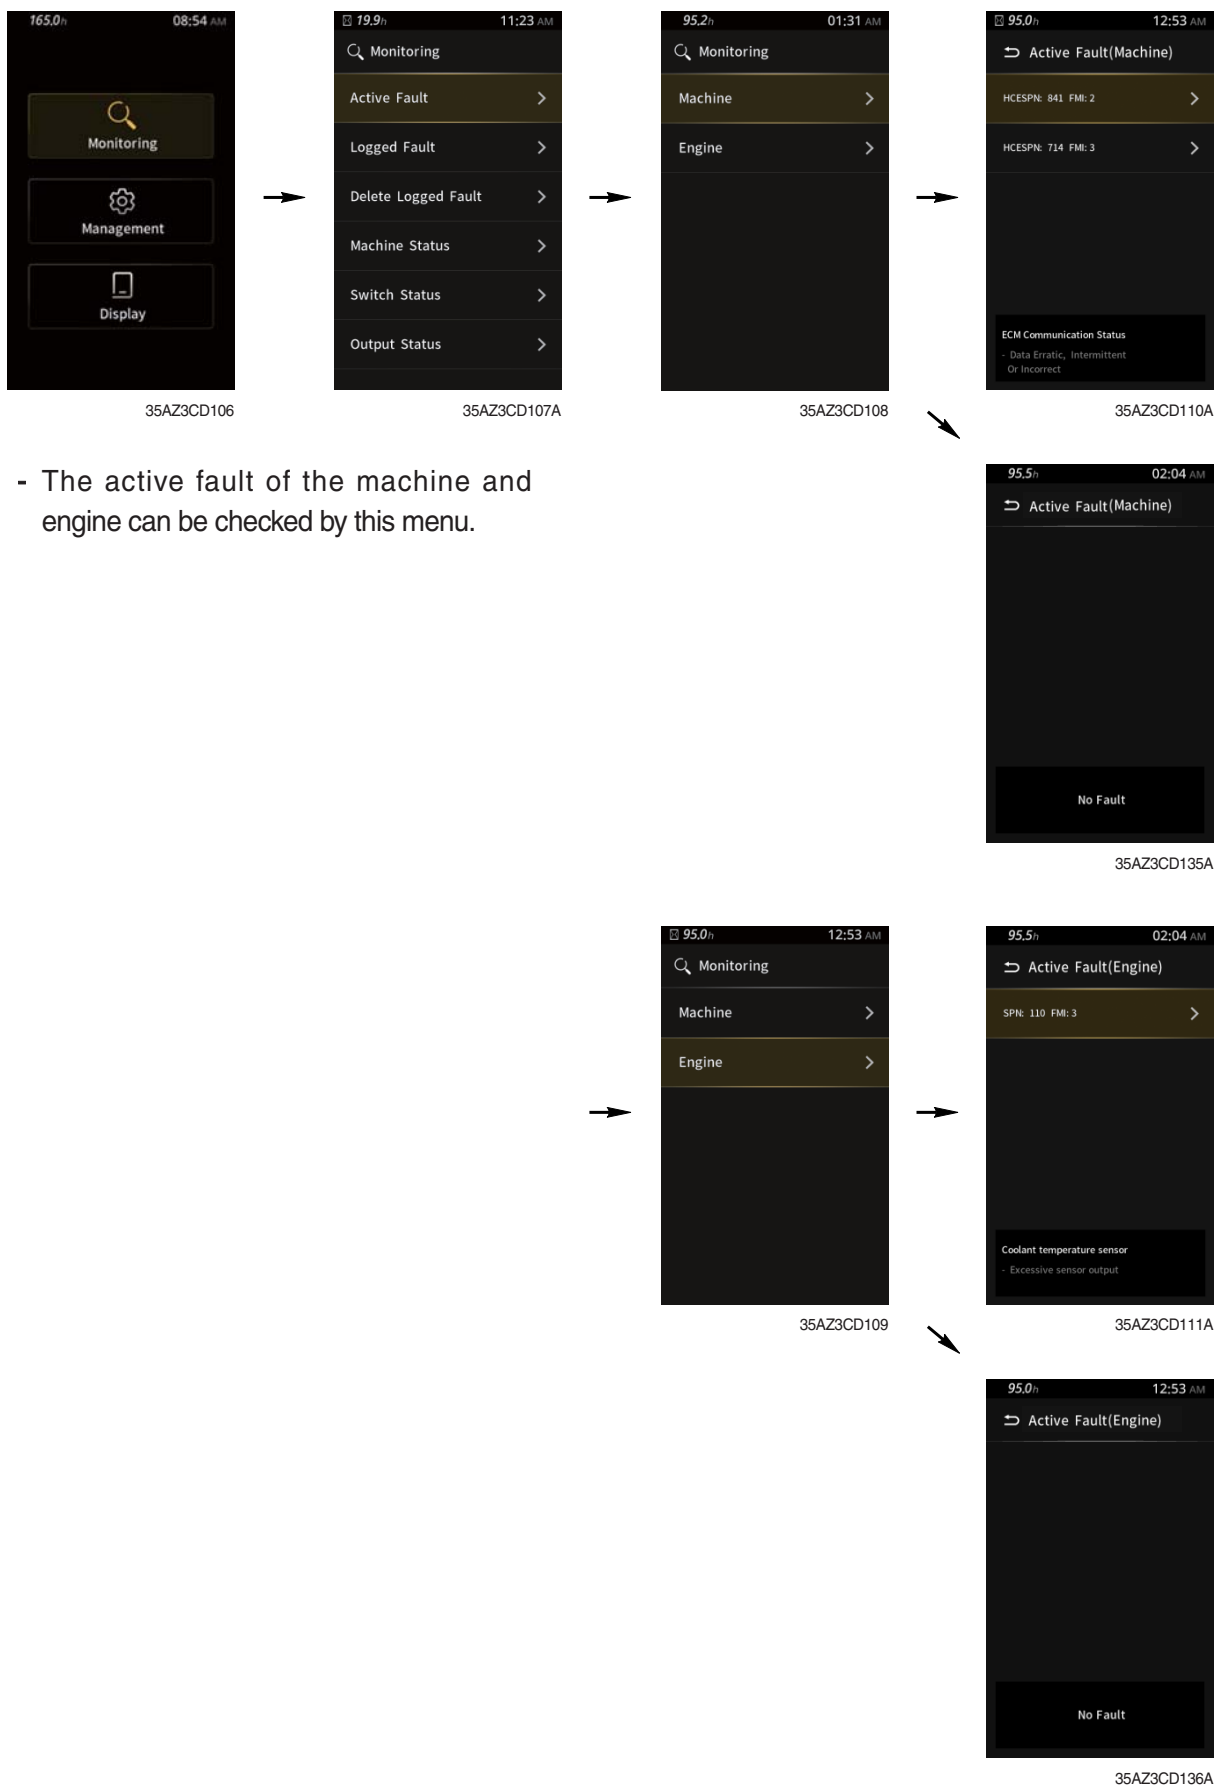 165.0h 08:54 AM
Monitoring
Management
Display
35AZ3CD106
19.9h 11:23 AM
Monitoring
Active Fault
Logged Fault
Delete Logged Fault
Machine Status
Switch Status
Output Status
35AZ3CD107A
95.2h 01:31 AM
Monitoring
Machine
Engine
35AZ3CD108
95.0h 12:53 AM
Active Fault(Machine)
HCESPN: 841 FMI: 2
HCESPN: 714 FMI: 3
ECM Communication Status
- Data Erratic, Intermittent
Or Incorrect
35AZ3CD110A
- The active fault of the machine and
engine can be checked by this menu.
95.5h 02:04 AM
Active Fault(Machine)
No Fault
35AZ3CD135A
95.0h 12:53 AM
Monitoring
Machine
Engine
35AZ3CD109
95.5h 02:04 AM
Active Fault(Engine)
SPN: 110 FMI: 3
Coolant temperature sensor
- Excessive sensor output
35AZ3CD111A
95.0h 12:53 AM
Active Fault(Engine)
No Fault
35AZ3CD136A